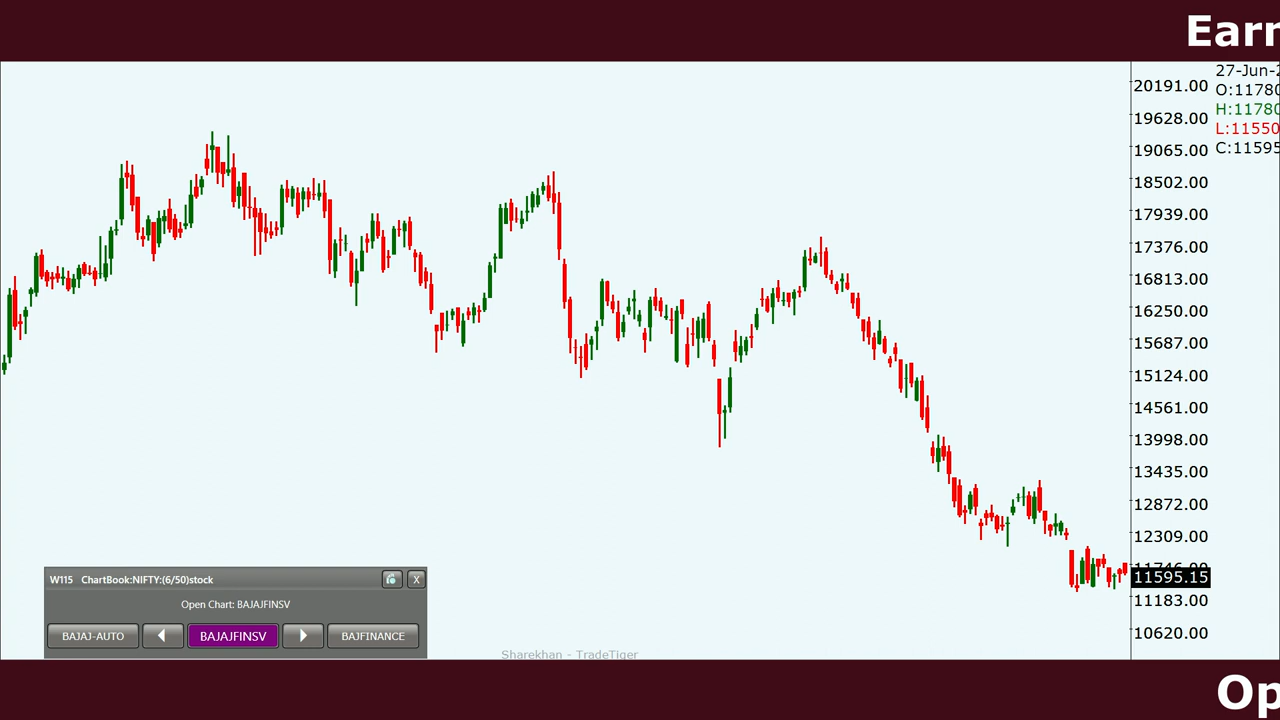 Earn
27-Jun-2
O:11780
H:11780
L:11550
C:11595
20191.00
19628.00
19065.00
18502.00
17939.00
17376.00
16813.00
16250.00
15687.00
15124.00
14561.00
13998.00
13435.00
12872.00
12309.00
11746.00
11595.15
11183.00
10620.00
W115 ChartBook:NIFTY:(6/50)stock
X
Open Chart: BAJAJFINSV
BAJAJ-AUTO BAJAJFINSV BAJFINANCE
Sharekhan - TradeTiger
Op